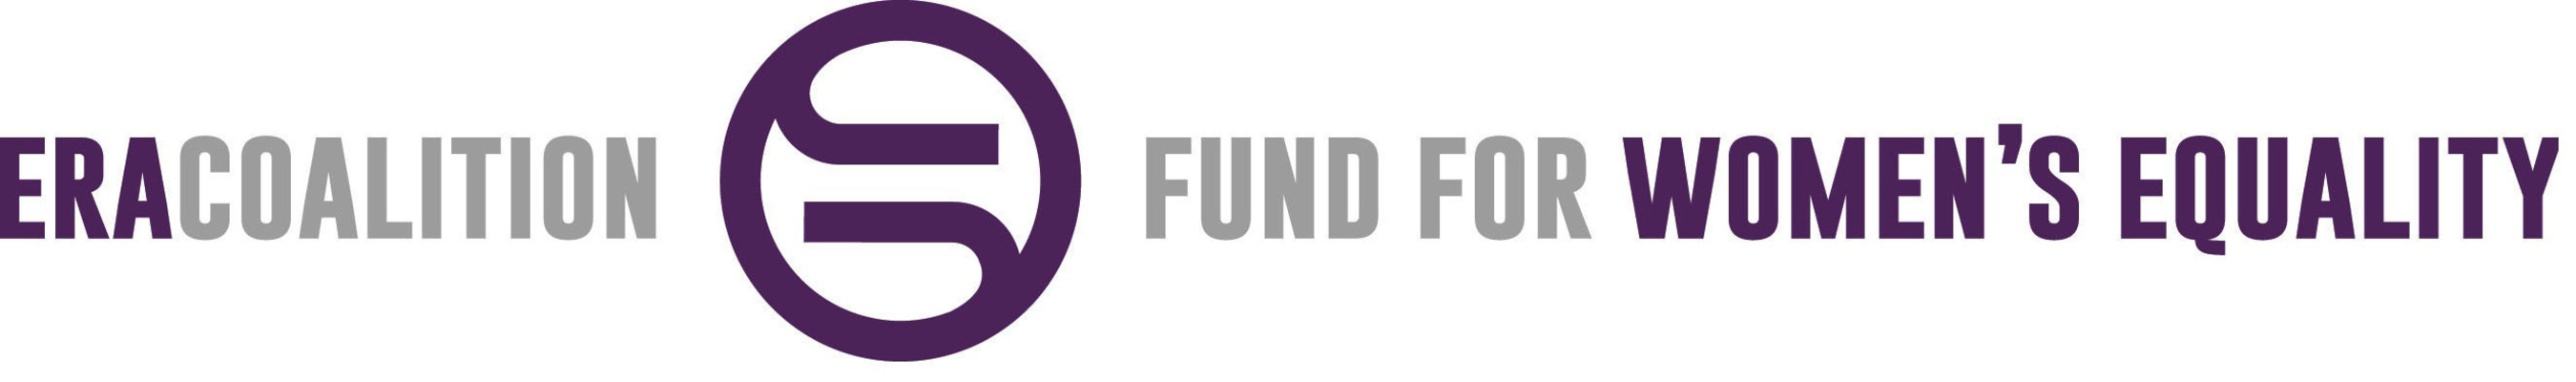 ERACOALITION FUND FOR WOMEN’S EQUALITY